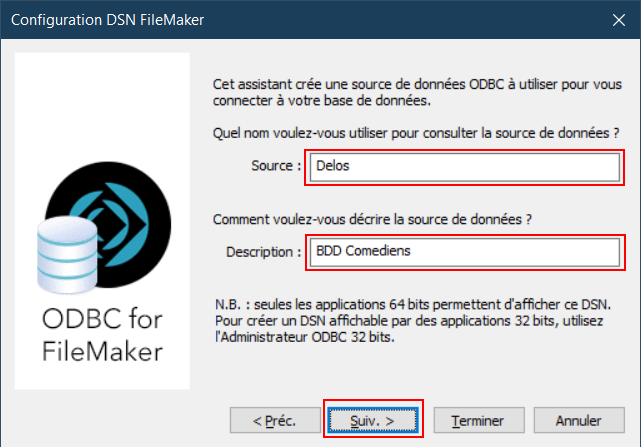 Configuration DSN FileMaker
Cet assistant crée une source de données ODBC à utiliser pour vous
connecter à votre base de données.
Quel nom voulez-vous utiliser pour consulter la source de données ?
Source : Delos
Comment voulez-vous décrire la source de données ?
Description : BDD Comediens
ODBC for
FileMaker
N.B. : seules les applications 64 bits permettent d'afficher ce DSN.
Pour créer un DSN affichable par des applications 32 bits, utilisez
l'Administrateur ODBC 32 bits.
< Préc. Suiv. > Terminer Annuler